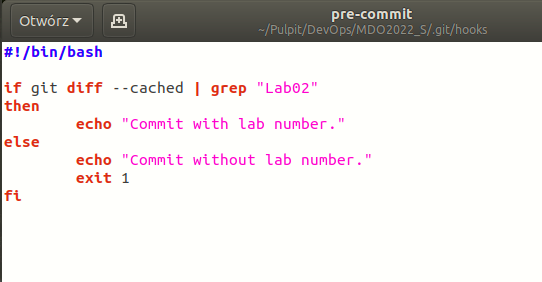 Otwórz
pre-commit
~/Pulpit/DevOps/MDO2022_S/.git/hooks
#!/bin/bash
if git diff --cached | grep "Lab02"
then
echo "Commit with lab number."
else
echo "Commit without lab number."
exit 1
fi